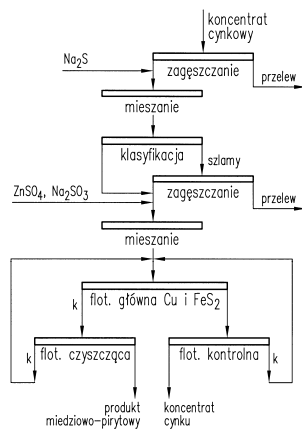 koncentrat
cynkowy
Na₂S
zagęszczanie
przelew
mieszanie
klasyfikacja
szlamy
ZnSO₄, Na₂SO₃
zagęszczanie
przelew
mieszanie
k
flot. główna Cu i FeS₂
k
flot. czyszcząca
flot. kontrolna
k
produkt
miedziowo-pirytowy
koncentrat
cynku